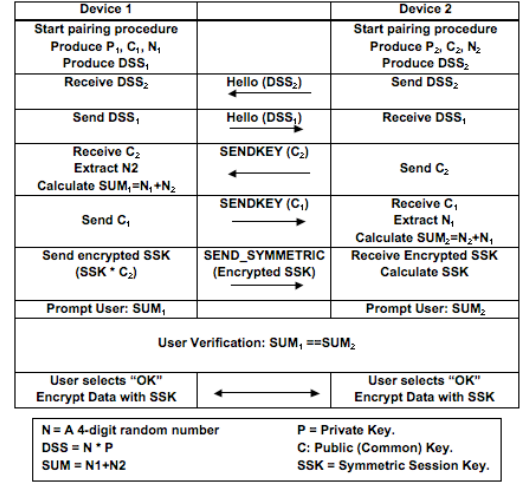 Device 1 Device 2
Start pairing procedure Start pairing procedure
Produce P₁, C₁, N₁ Produce P₂, C₂, N₂
Produce DSS₁ Produce DSS₂
Receive DSS₂ Hello (DSS₂) Send DSS₂
Send DSS₁ Hello (DSS₁) Receive DSS₁
Receive C₂ SENDKEY (C₂)
Extract N2 Send C₂
Calculate SUM₁=N₁+N₂
SENDKEY (C₁) Receive C₁
Send C₁ Extract N₁
Calculate SUM₂=N₂+N₁
Send encrypted SSK SEND_SYMMETRIC Receive Encrypted SSK
(SSK * C₂) (Encrypted SSK) Calculate SSK
Prompt User: SUM₁ Prompt User: SUM₂
User Verification: SUM₁ ==SUM₂
User selects "OK" User selects "OK"
Encrypt Data with SSK Encrypt Data with SSK
N = A 4-digit random number P = Private Key.
DSS = N * P C: Public (Common) Key.
SUM = N1+N2 SSK = Symmetric Session Key.